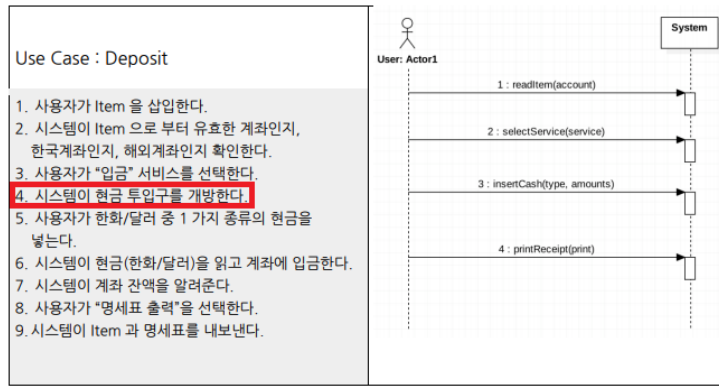 Use Case : Deposit
1. 사용자가 Item 을 삽입한다.
2. 시스템이 Item 으로 부터 유효한 계좌인지,
한국계좌인지, 해외계좌인지 확인한다.
3. 사용자가 “입금” 서비스를 선택한다.
4. 시스템이 현금 투입구를 개방한다.
5. 사용자가 한화/달러 중 1 가지 종류의 현금을
넣는다.
6. 시스템이 현금(한화/달러)을 읽고 계좌에 입금한다.
7. 시스템이 계좌 잔액을 알려준다.
8. 사용자가 “명세표 출력”을 선택한다.
9. 시스템이 Item 과 명세표를 내보낸다.
User: Actor1
System
1 : readItem(account)
2 : selectService(service)
3 : insertCash(type, amounts)
4 : printReceipt(print)